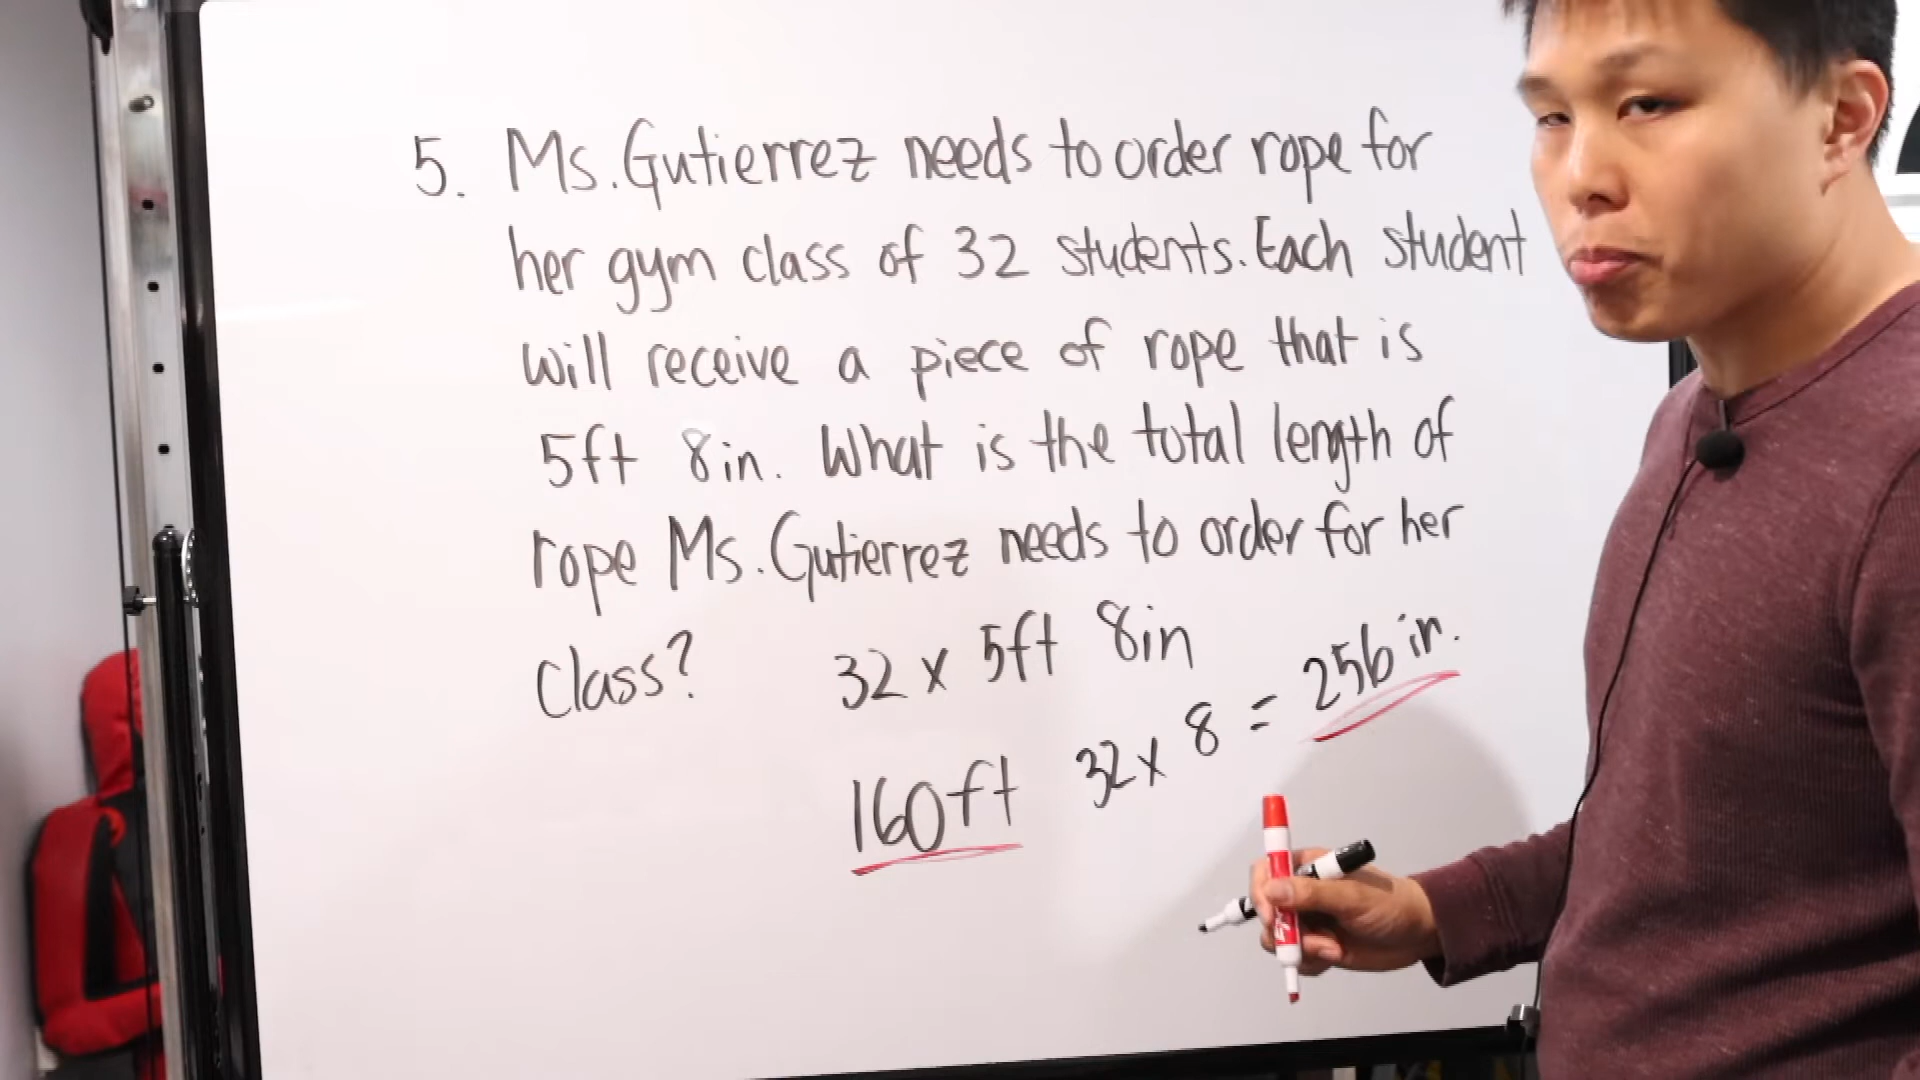 5. Ms. Gutierrez needs to order rope for
her gym class of 32 students. Each student
will receive a piece of rope that is
5ft 8in. What is the total length of
rope Ms. Gutierrez needs to order for her
class?
32 x 5ft 8in
32 x 8 = 256 in.
160ft